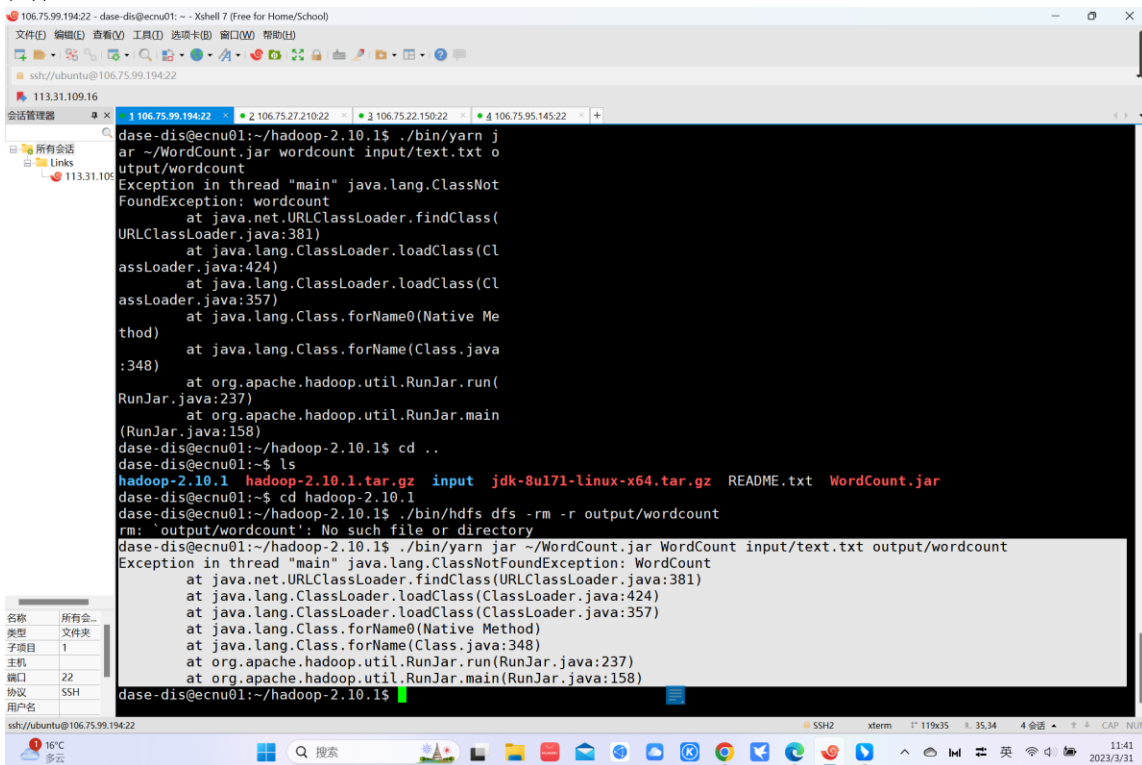 106.75.99.194:22 - dase-dis@ecnu01: ~ - Xshell 7 (Free for Home/School)
文件(F) 编辑(E) 查看(V) 工具(T) 选项卡(B) 窗口(W) 帮助(H)
ssh://ubuntu@106.75.99.194:22
113.31.109.16
会话管理器
1 106.75.99.194:22 × 2 106.75.27.210:22 × 3 106.75.22.150:22 × 4 106.75.95.145:22 × +
所有会话
Links
113.31.109
dase-dis@ecnu01:~/hadoop-2.10.1$ ./bin/yarn j
ar ~/WordCount.jar wordcount input/text.txt o
utput/wordcount
Exception in thread "main" java.lang.ClassNot
FoundException: wordcount
at java.net.URLClassLoader.findClass(
URLClassLoader.java:381)
at java.lang.ClassLoader.loadClass(Cl
assLoader.java:424)
at java.lang.ClassLoader.loadClass(Cl
assLoader.java:357)
at java.lang.Class.forName0(Native Me
thod)
at java.lang.Class.forName(Class.java
:348)
at org.apache.hadoop.util.RunJar.run(
RunJar.java:237)
at org.apache.hadoop.util.RunJar.main
(RunJar.java:158)
dase-dis@ecnu01:~/hadoop-2.10.1$ cd ..
dase-dis@ecnu01:~$ ls
hadoop-2.10.1 hadoop-2.10.1.tar.gz input jdk-8u171-linux-x64.tar.gz README.txt WordCount.jar
dase-dis@ecnu01:~$ cd hadoop-2.10.1
dase-dis@ecnu01:~/hadoop-2.10.1$ ./bin/hdfs dfs -rm -r output/wordcount
rm: `output/wordcount': No such file or directory
dase-dis@ecnu01:~/hadoop-2.10.1$ ./bin/yarn jar ~/WordCount.jar WordCount input/text.txt output/wordcount
Exception in thread "main" java.lang.ClassNotFoundException: WordCount
at java.net.URLClassLoader.findClass(URLClassLoader.java:381)
at java.lang.ClassLoader.loadClass(ClassLoader.java:424)
at java.lang.ClassLoader.loadClass(ClassLoader.java:357)
at java.lang.Class.forName0(Native Method)
at java.lang.Class.forName(Class.java:348)
at org.apache.hadoop.util.RunJar.run(RunJar.java:237)
at org.apache.hadoop.util.RunJar.main(RunJar.java:158)
dase-dis@ecnu01:~/hadoop-2.10.1$
名称 所有会...
类型 文件夹
子项目 1
主机
端口 22
协议 SSH
用户名
ssh://ubuntu@106.75.99.194:22 SSH2 xterm 119x35 35,34 4 会话 CAP NUM
1 16°C
多云
搜索
英
11:41
2023/3/31